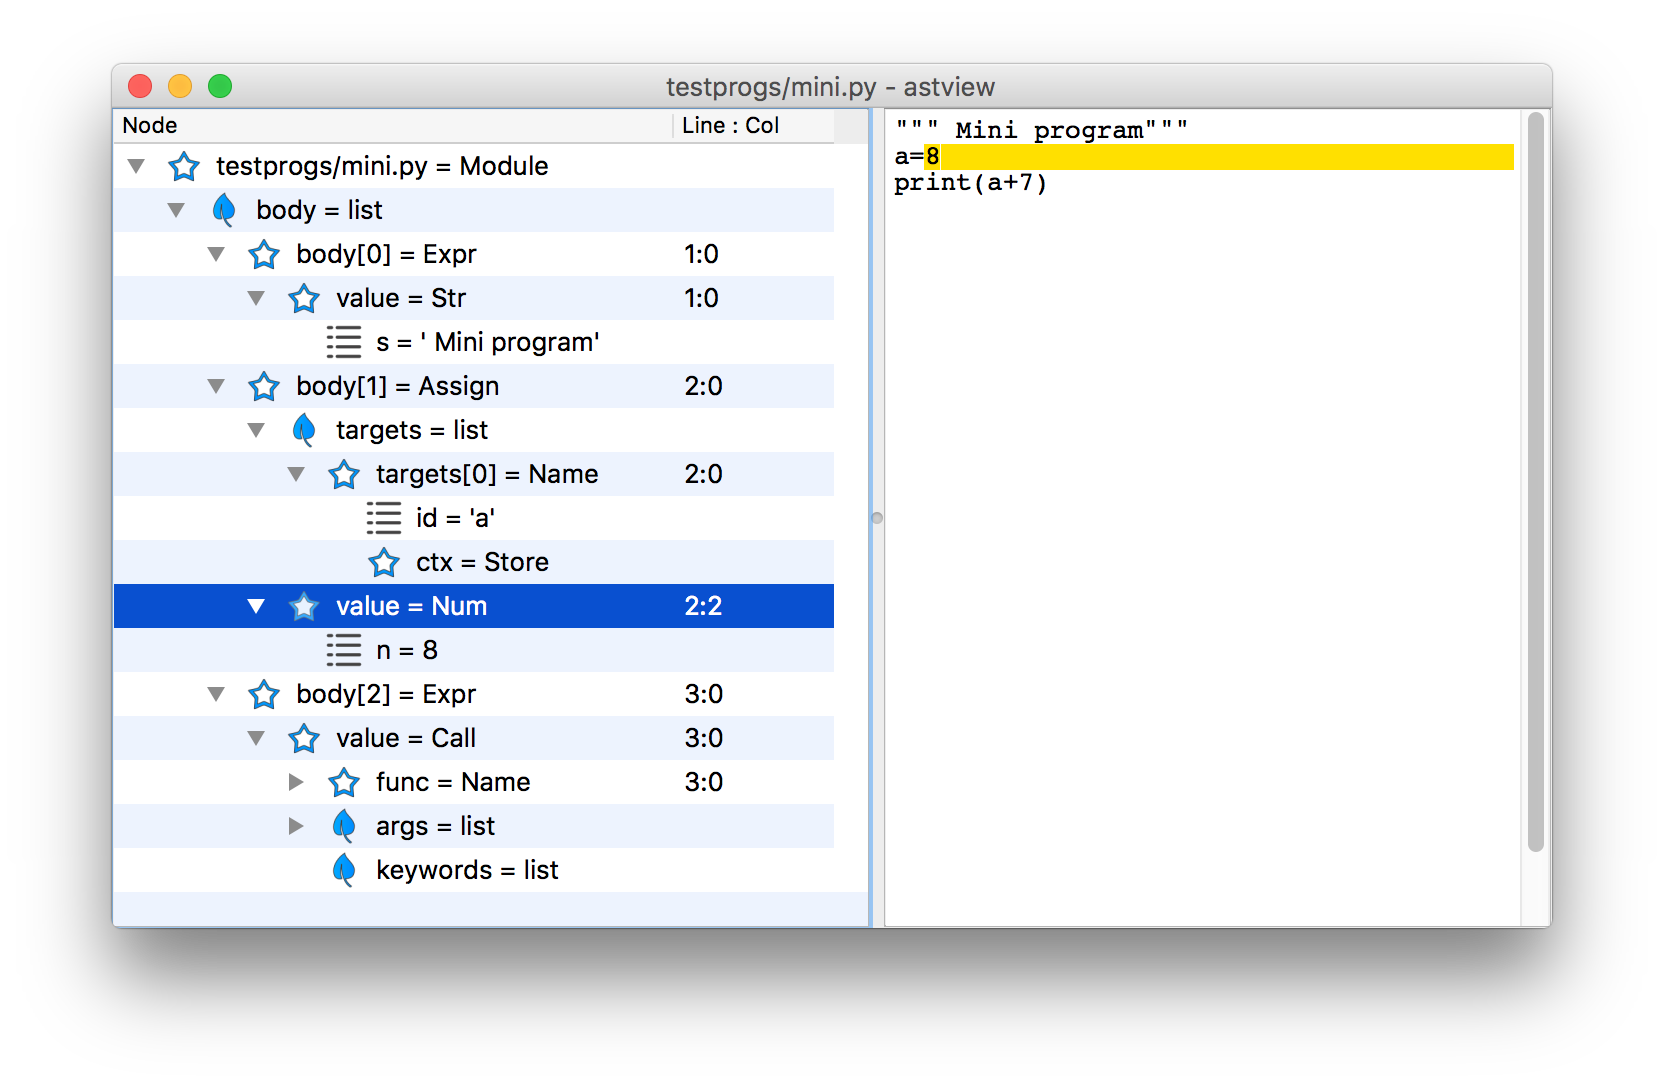 testprogs/mini.py - astview
Node Line : Col
testprogs/mini.py = Module
body = list
body[0] = Expr 1:0
value = Str 1:0
s = ' Mini program'
body[1] = Assign 2:0
targets = list
targets[0] = Name 2:0
id = 'a'
ctx = Store
value = Num 2:2
n = 8
body[2] = Expr 3:0
value = Call 3:0
func = Name 3:0
args = list
keywords = list
""" Mini program"""
a=8
print(a+7)